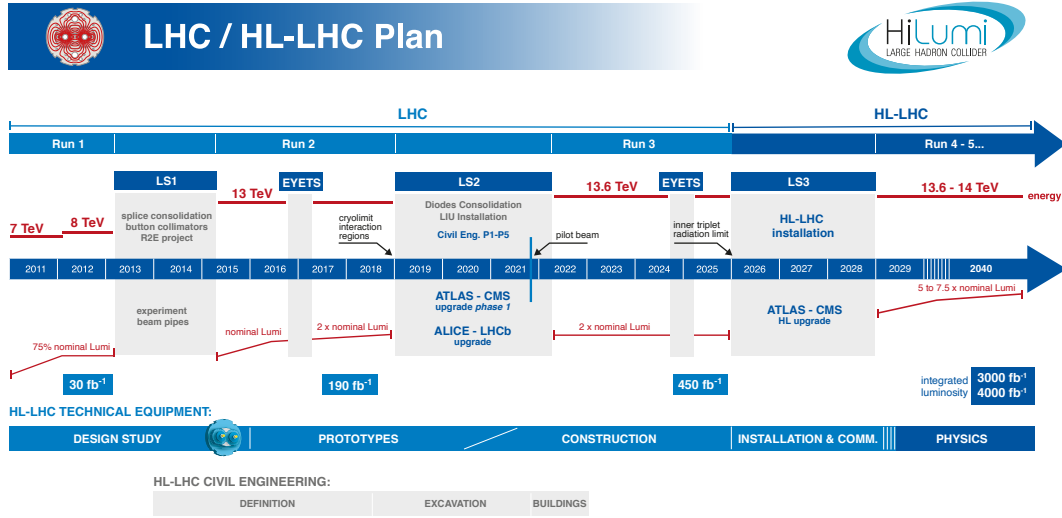 LHC / HL-LHC Plan
HiLumi
LARGE HADRON COLLIDER
LHC
HL-LHC
Run 1
Run 2
Run 3
Run 4 - 5...
LS1
EYETS
LS2
EYETS
LS3
13 TeV
13.6 TeV
13.6 - 14 TeV
energy
7 TeV
8 TeV
splice consolidation
button collimators
R2E project
cryolimit
interaction
regions
Diodes Consolidation
LIU Installation
Civil Eng. P1-P5
pilot beam
inner triplet
radiation limit
HL-LHC
installation
2011
2012
2013
2014
2015
2016
2017
2018
2019
2020
2021
2022
2023
2024
2025
2026
2027
2028
2029
2040
experiment
beam pipes
ATLAS - CMS
upgrade phase 1
ALICE - LHCb
upgrade
ATLAS - CMS
HL upgrade
5 to 7.5 x nominal Lumi
75% nominal Lumi
nominal Lumi
2 x nominal Lumi
2 x nominal Lumi
30 fb⁻¹
190 fb⁻¹
450 fb⁻¹
integrated
luminosity
3000 fb⁻¹
4000 fb⁻¹
HL-LHC TECHNICAL EQUIPMENT:
DESIGN STUDY
PROTOTYPES
CONSTRUCTION
INSTALLATION & COMM.
PHYSICS
HL-LHC CIVIL ENGINEERING:
DEFINITION
EXCAVATION
BUILDINGS